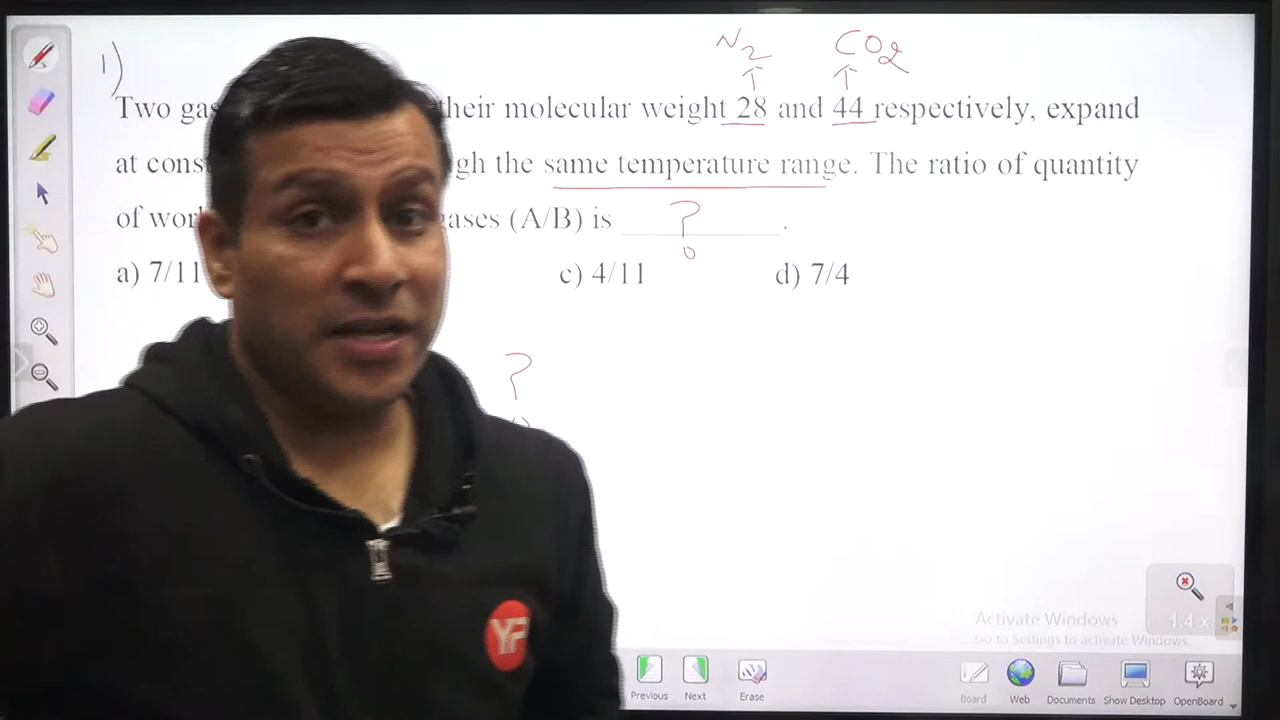 N2 CO2
1)
Two gas their molecular weight 28 and 44 respectively, expand
at cons gh the same temperature range. The ratio of quantity
of wor gases (A/B) is ? .
a) 7/11 c) 4/11 d) 7/4
?
YP
1.4 x
Activate Windows
Go to Settings to activate Windows.
Previous Next Erase Board Web Documents Show Desktop OpenBoard